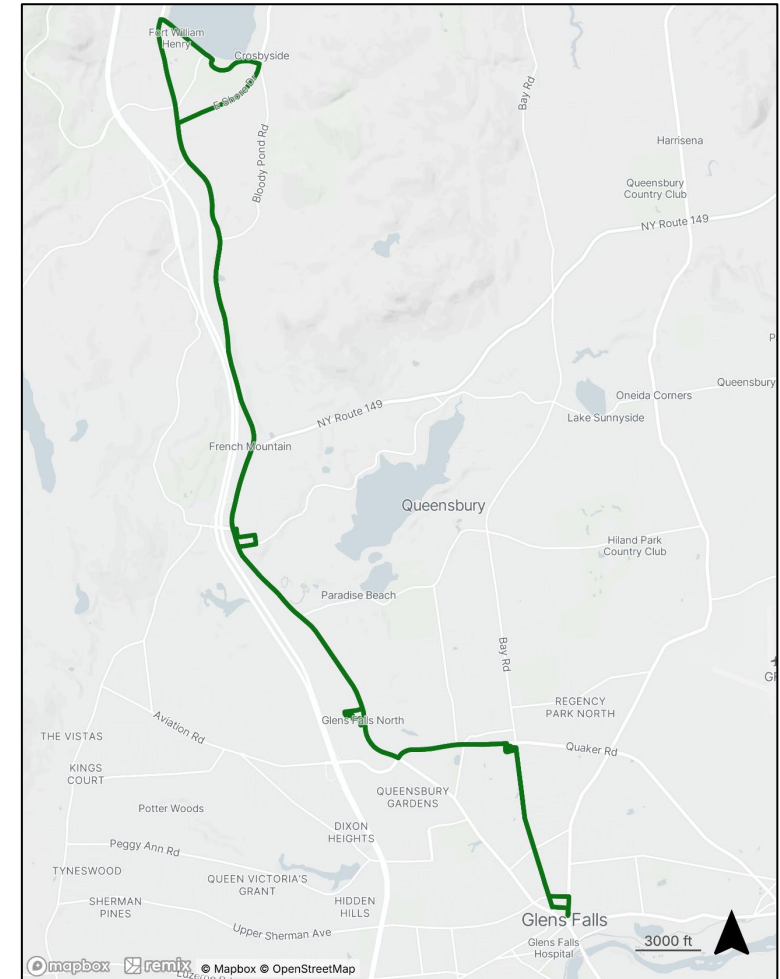 Fort William
Henry
Crosbyside
E Shore Dr
Bay Rd
Bloody Pond Rd
Harrisena
Queensbury
Country Club
NY Route 149
Queensbury
Oneida Corners
NY Route 149
Lake Sunnyside
French Mountain
Queensbury
Hiland Park
Country Club
Paradise Beach
Bay Rd
REGENCY
PARK NORTH
Glens Falls North
Aviation Rd
THE VISTAS
Quaker Rd
KINGS
COURT
QUEENSBURY
GARDENS
Potter Woods
DIXON
HEIGHTS
Peggy Ann Rd
TYNESWOOD
QUEEN VICTORIA'S
GRANT
SHERMAN
PINES
HIDDEN
HILLS
Glens Falls
Upper Sherman Ave
Glens Falls
Hospital
3000 ft
mapbox remix © Mapbox © OpenStreetMap